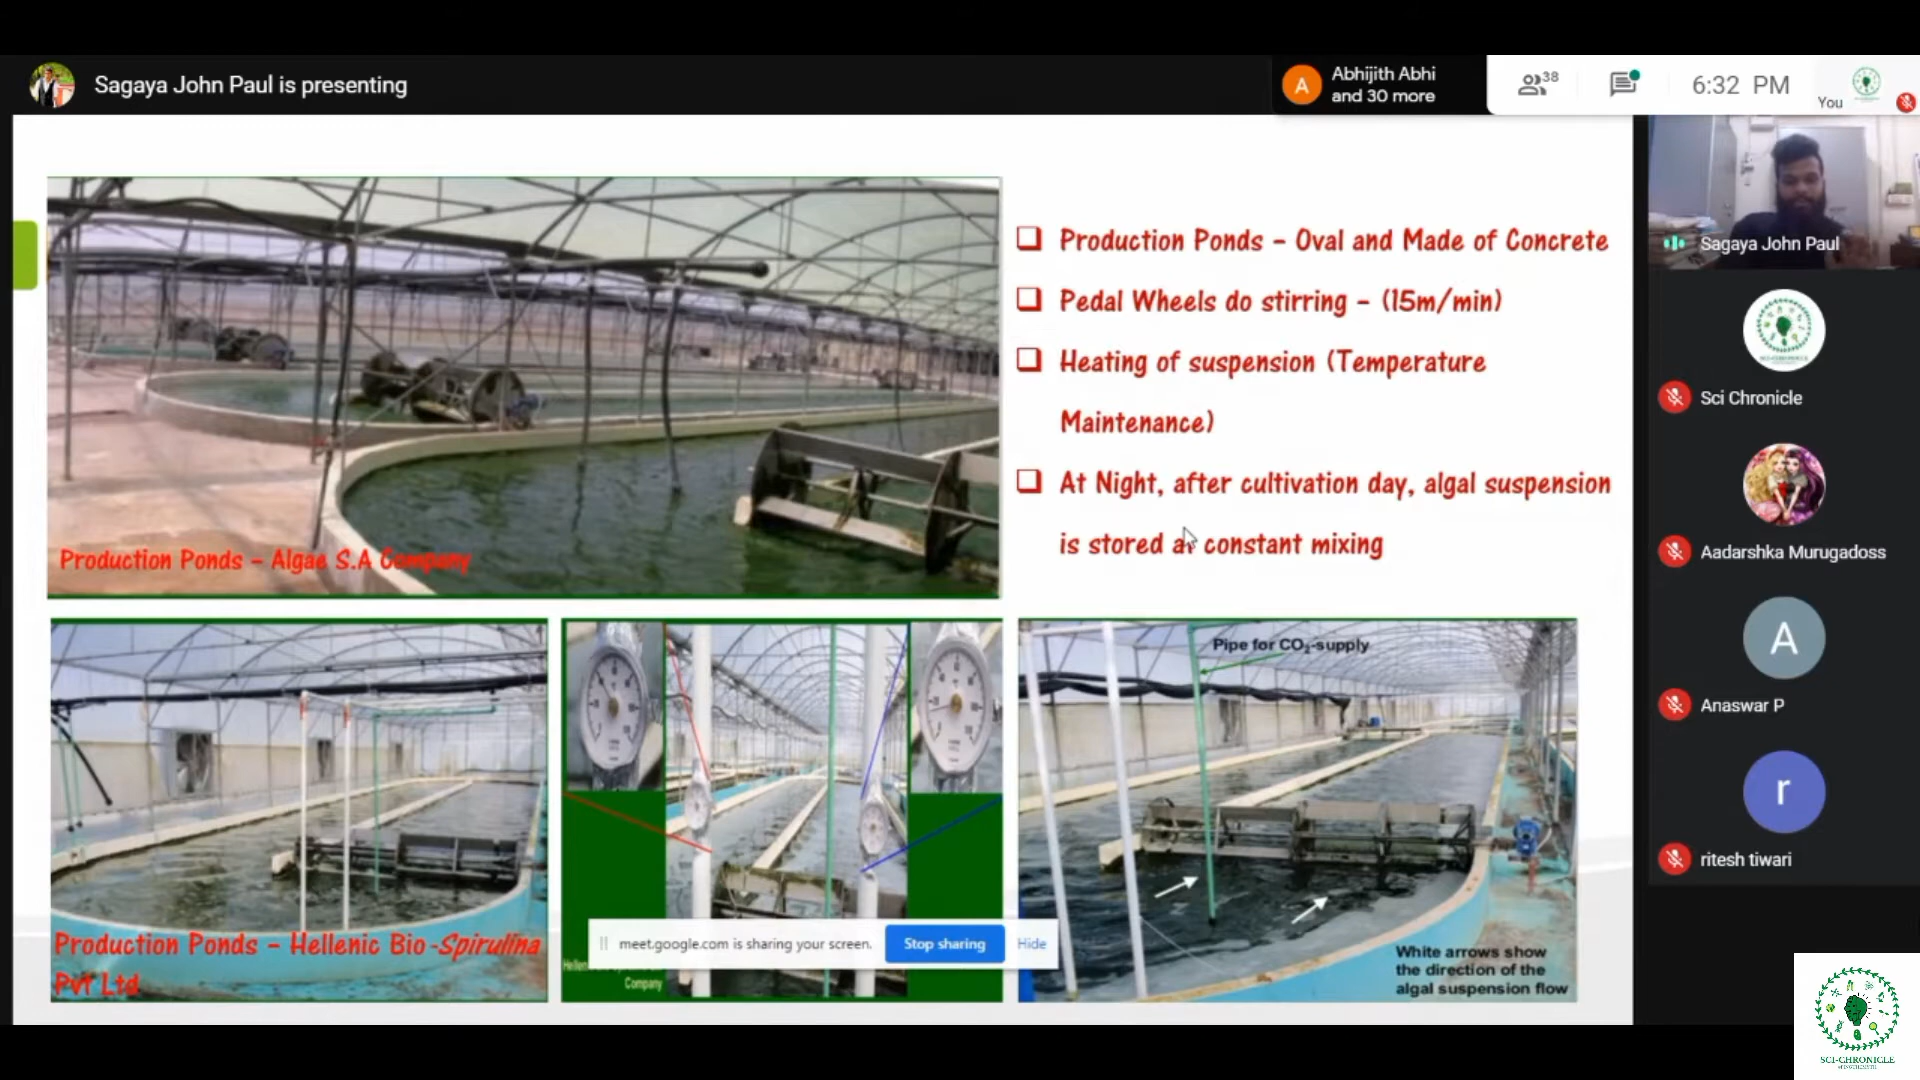 Sagaya John Paul is presenting
Abhijith Abhi
and 30 more
38
6:32 PM
You
Production Ponds - Oval and Made of Concrete
Pedal Wheels do stirring - (15m/min)
Heating of suspension (Temperature
Maintenance)
At Night, after cultivation day, algal suspension
is stored at constant mixing
Production Ponds - Algae S.A Company
Pipe for CO₂-supply
White arrows show
the direction of the
algal suspension flow
Production Ponds - Hellenic Bio -Spirulina
Pvt Ltd
Company
meet.google.com is sharing your screen.
Stop sharing
Hide
Sagaya John Paul
SCI-CHRONICLE
Sci Chronicle
Aadarshka Murugadoss
A
Anaswar P
r
ritesh tiwari
A
SCI-CHRONICLE